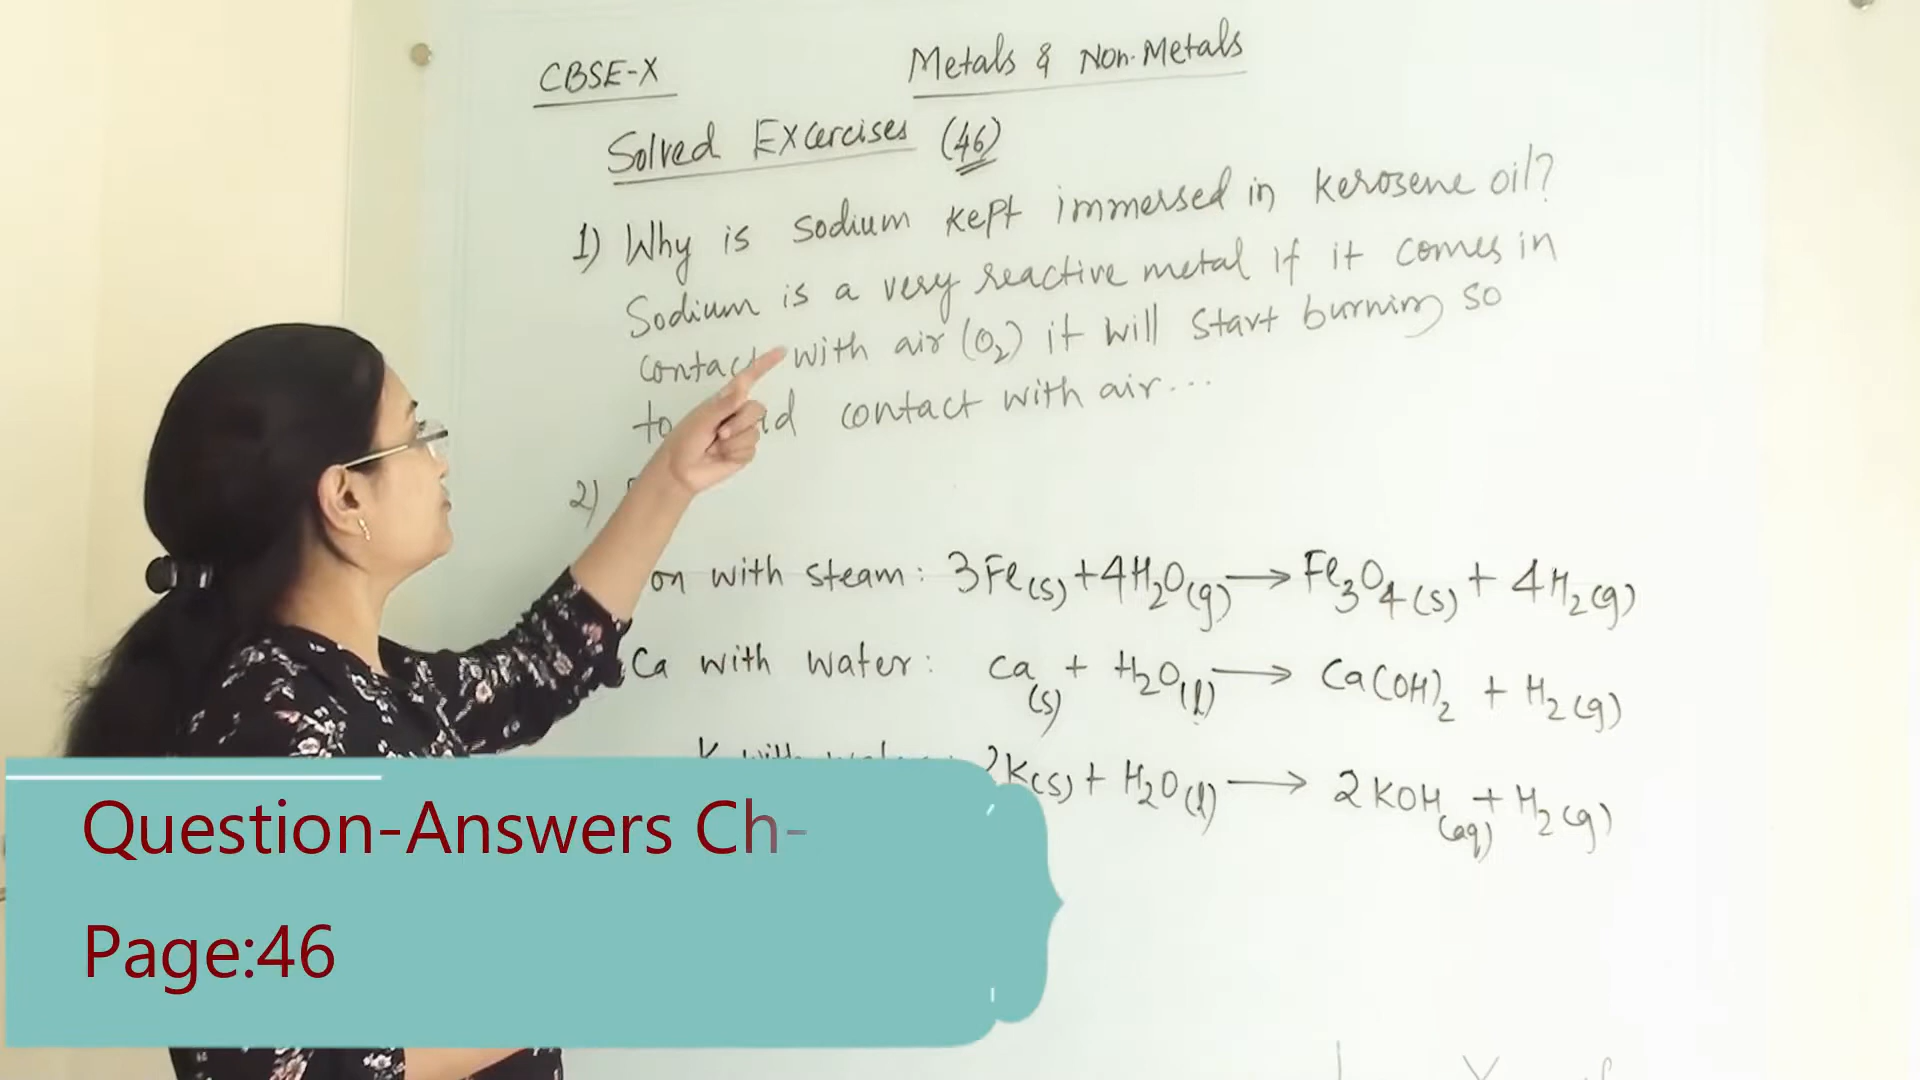 CBSE-X
Metals & Non-Metals
Solved Excercises (46)
1) Why is sodium kept immersed in kerosene oil?
Sodium is a very reactive metal if it comes in
contact with air (O₂) it will start burning so
to contact with air...
2)
on with steam: 3Fe(s) + 4H₂O(g) → Fe₃O₄(s) + 4H₂(g)
Ca with water: Ca(s) + H₂O(l) → Ca(OH)₂ + H₂(g)
K with water: 2K(s) + H₂O(l) → 2KOH(aq) + H₂(g)
Question-Answers Ch-
Page:46